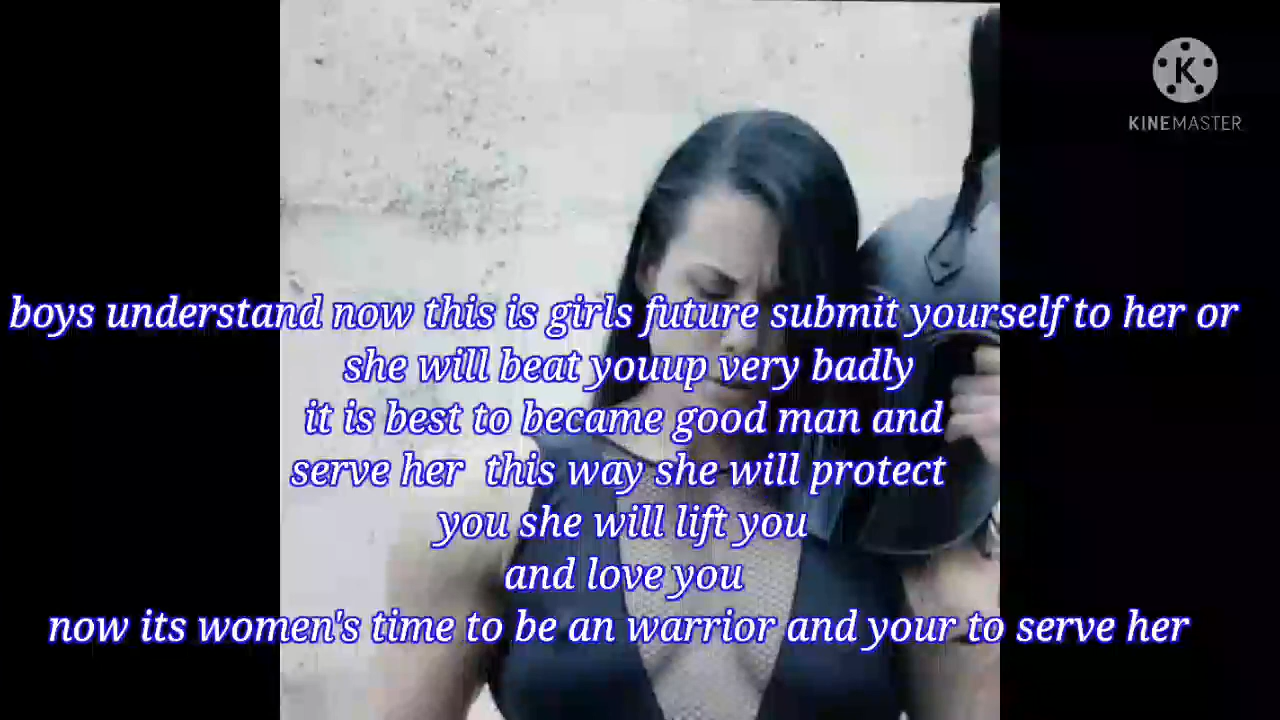 KINEMASTER
boys understand now this is girls future submit yourself to her or
she will beat youup very badly
it is best to became good man and
serve her this way she will protect
you she will lift you
and love you
now its women's time to be an warrior and your to serve her